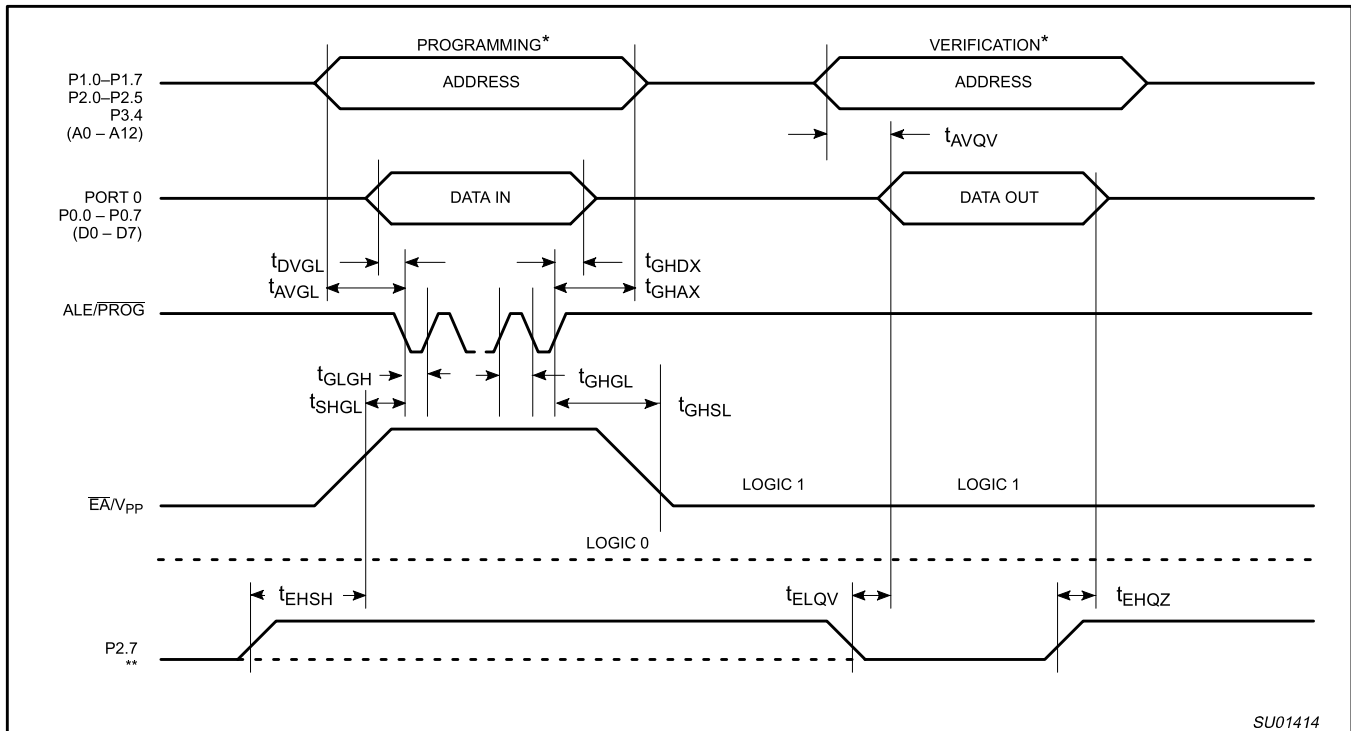 PROGRAMMING*
VERIFICATION*
P1.0–P1.7
P2.0–P2.5
P3.4
(A0 – A12)
ADDRESS
ADDRESS
tAVQV
PORT 0
P0.0 – P0.7
(D0 – D7)
DATA IN
DATA OUT
tDVGL
tGHDX
tAVGL
tGHAX
ALE/PROG
tGLGH
tGHGL
tSHGL
tGHSL
EA/VPP
LOGIC 1
LOGIC 1
LOGIC 0
tEHSH
tELQV
tEHQZ
P2.7
**
SU01414